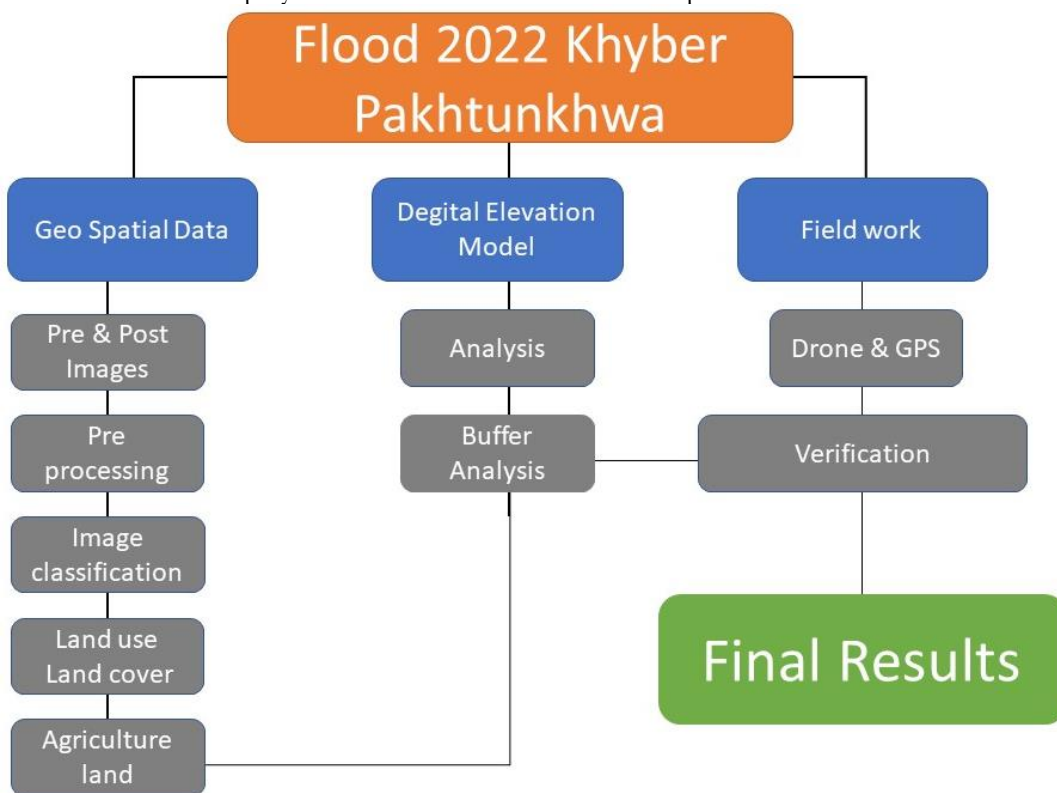 Flood 2022 Khyber
Pakhtunkhwa
Geo Spatial Data
Degital Elevation
Model
Field work
Pre & Post
Images
Analysis
Drone & GPS
Pre
processing
Buffer
Analysis
Verification
Image
classification
Land use
Land cover
Final Results
Agriculture
land